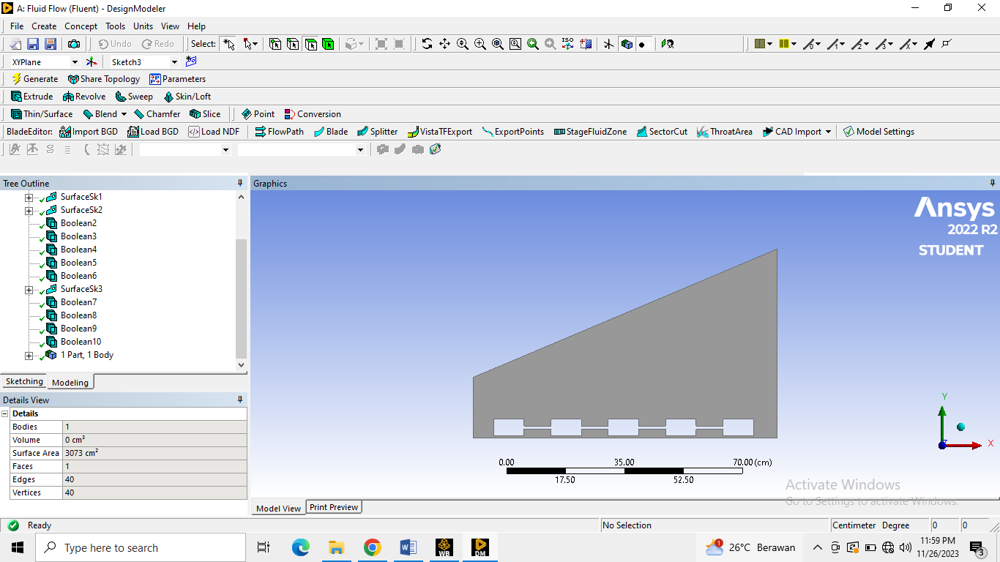 A: Fluid Flow (Fluent) - DesignModeler
File Create Concept Tools Units View Help
Undo Redo Select: ISO
XYPlane Sketch3
Generate Share Topology Parameters
Extrude Revolve Sweep Skin/Loft
Thin/Surface Blend Chamfer Slice Point Conversion
BladeEditor: Import BGD Load BGD Load NDF FlowPath Blade Splitter VistaTFExport ExportPoints StageFluidZone SectorCut ThroatArea CAD Import Model Settings
Tree Outline
SurfaceSk1
SurfaceSk2
Boolean2
Boolean3
Boolean4
Boolean5
Boolean6
SurfaceSk3
Boolean7
Boolean8
Boolean9
Boolean10
1 Part, 1 Body
Sketching Modeling
Details View
Details
Bodies 1
Volume 0 cm³
Surface Area 3073 cm²
Faces 1
Edges 40
Vertices 40
Graphics
Ansys
2022 R2
STUDENT
Y
X
0.00 35.00 70.00 (cm)
17.50 52.50
Activate Windows
Go to Settings to activate Windows.
Model View Print Preview
Ready No Selection Centimeter Degree 0 0
Type here to search
WB
DM
1
26°C Berawan
11:59 PM
11/26/2023
3